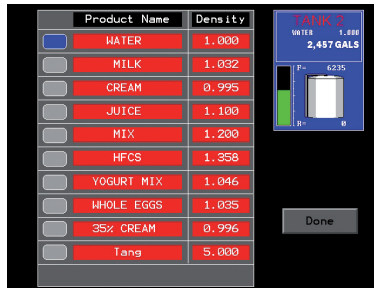 Product Name Density
WATER 1.000
MILK 1.032
CREAM 0.995
JUICE 1.100
MIX 1.200
HFCS 1.358
YOGURT MIX 1.046
WHOLE EGGS 1.035
35% CREAM 0.996
Tang 5.000
TANK 3
WATER 1.000
2,457 GALS
F= 6235
R= 0
Done